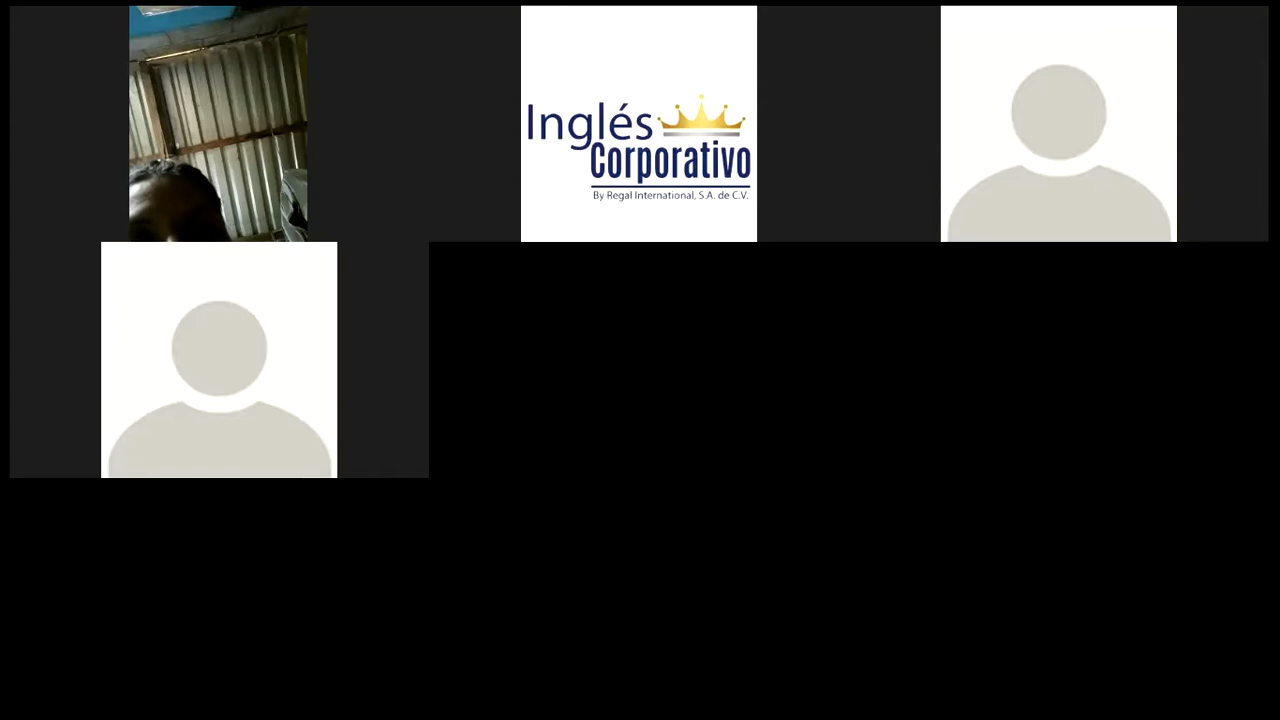 Inglés
Corporativo
By Regal International, S.A. de C.V.